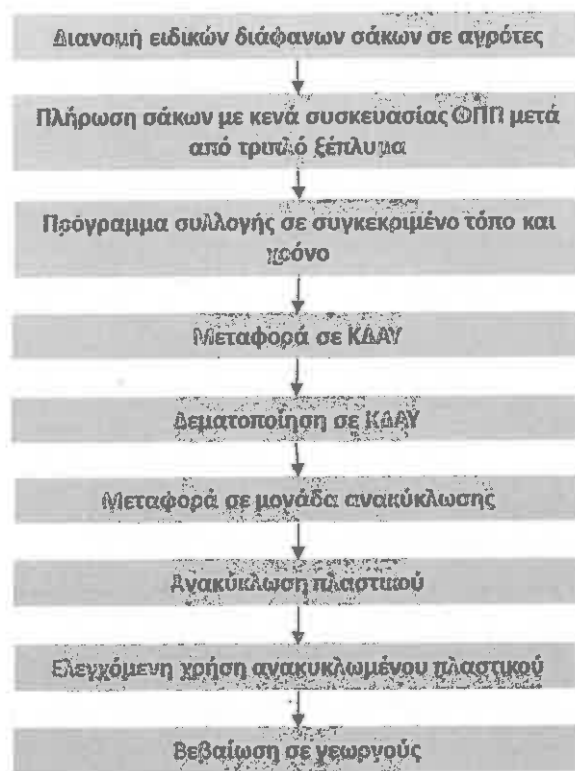 Διανομή ειδικών διάφανων σάκων σε αγρότες
Πλήρωση σάκων με κενά συσκευασίας ΦΠΠ μετά
από τριπλό ξέπλυμα
Πρόγραμμα συλλογής σε συγκεκριμένο τόπο και
χρόνο
Μεταφορά σε ΚΔΑΥ
Δεματοποίηση σε ΚΔΑΥ
Μεταφορά σε μονάδα ανακύκλωσης
Ανακύκλωση πλαστικού
Ελεγχόμενη χρήση ανακυκλωμένου πλαστικού
Βεβαίωση σε γεωργούς